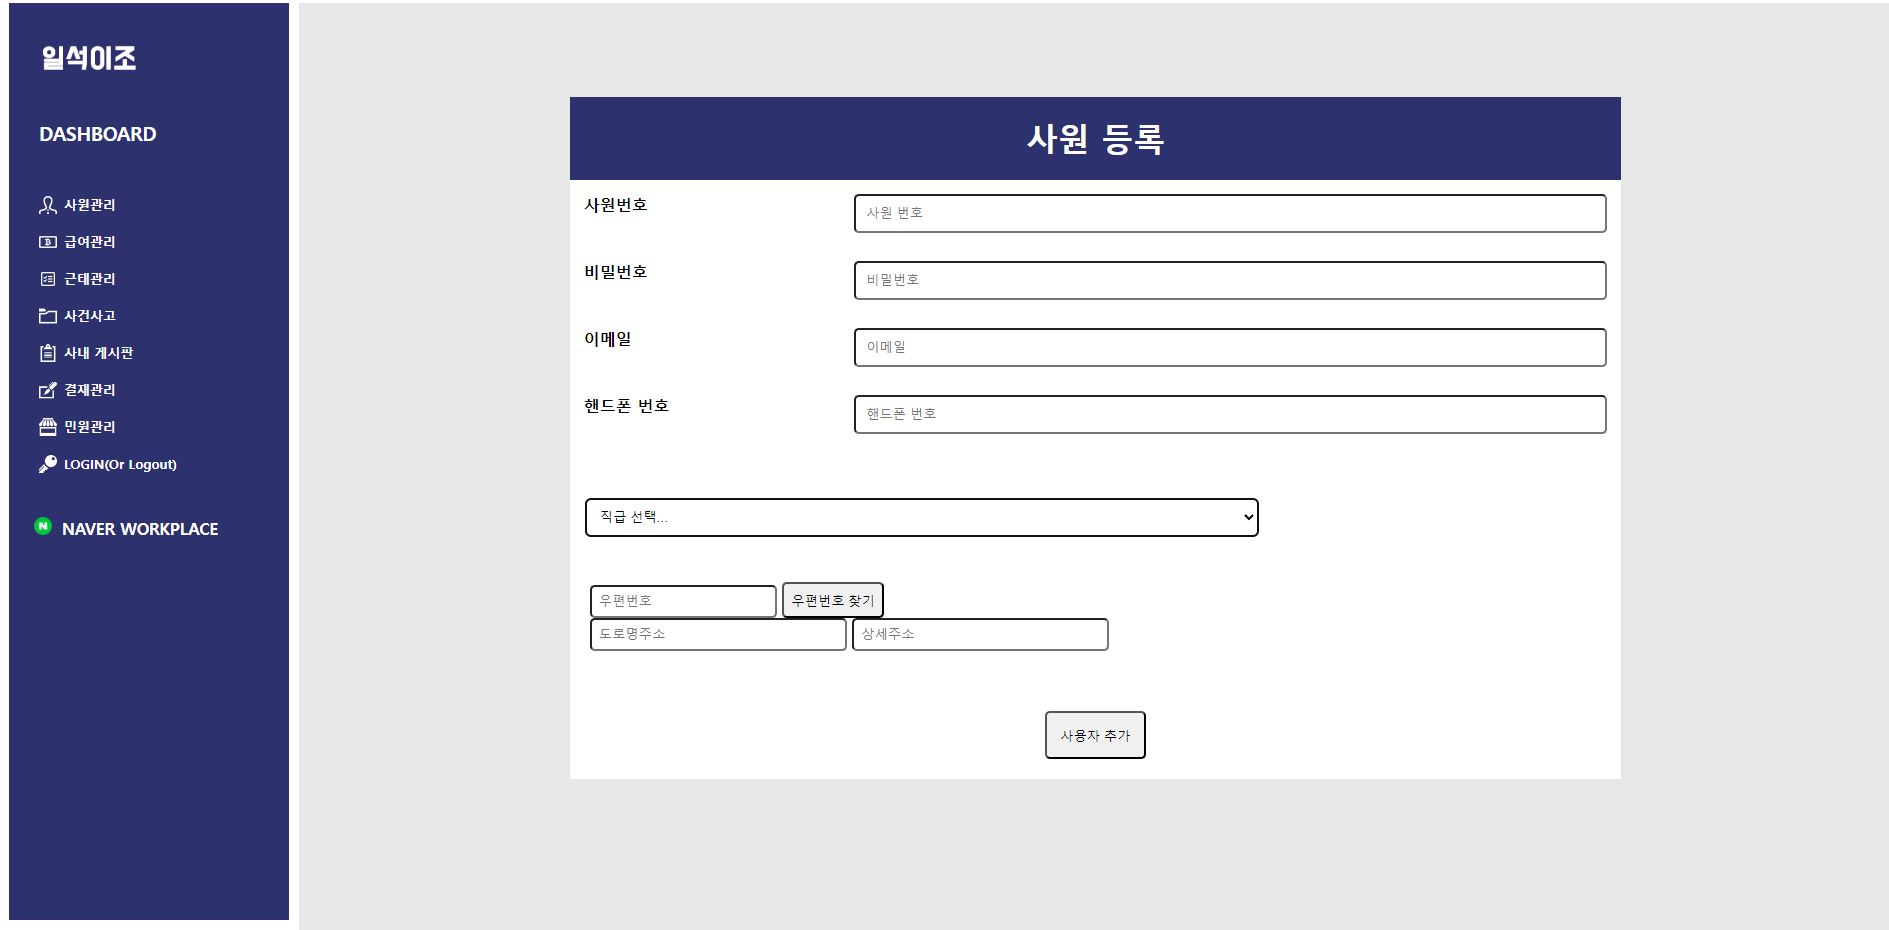 일석이조
DASHBOARD
사원관리
급여관리
근태관리
사건사고
사내 게시판
결재관리
민원관리
LOGIN(Or Logout)
N NAVER WORKPLACE
사원 등록
사원번호 사원 번호
비밀번호 비밀번호
이메일 이메일
핸드폰 번호 핸드폰 번호
직급 선택...
우편번호 우편번호 찾기
도로명주소 상세주소
사용자 추가